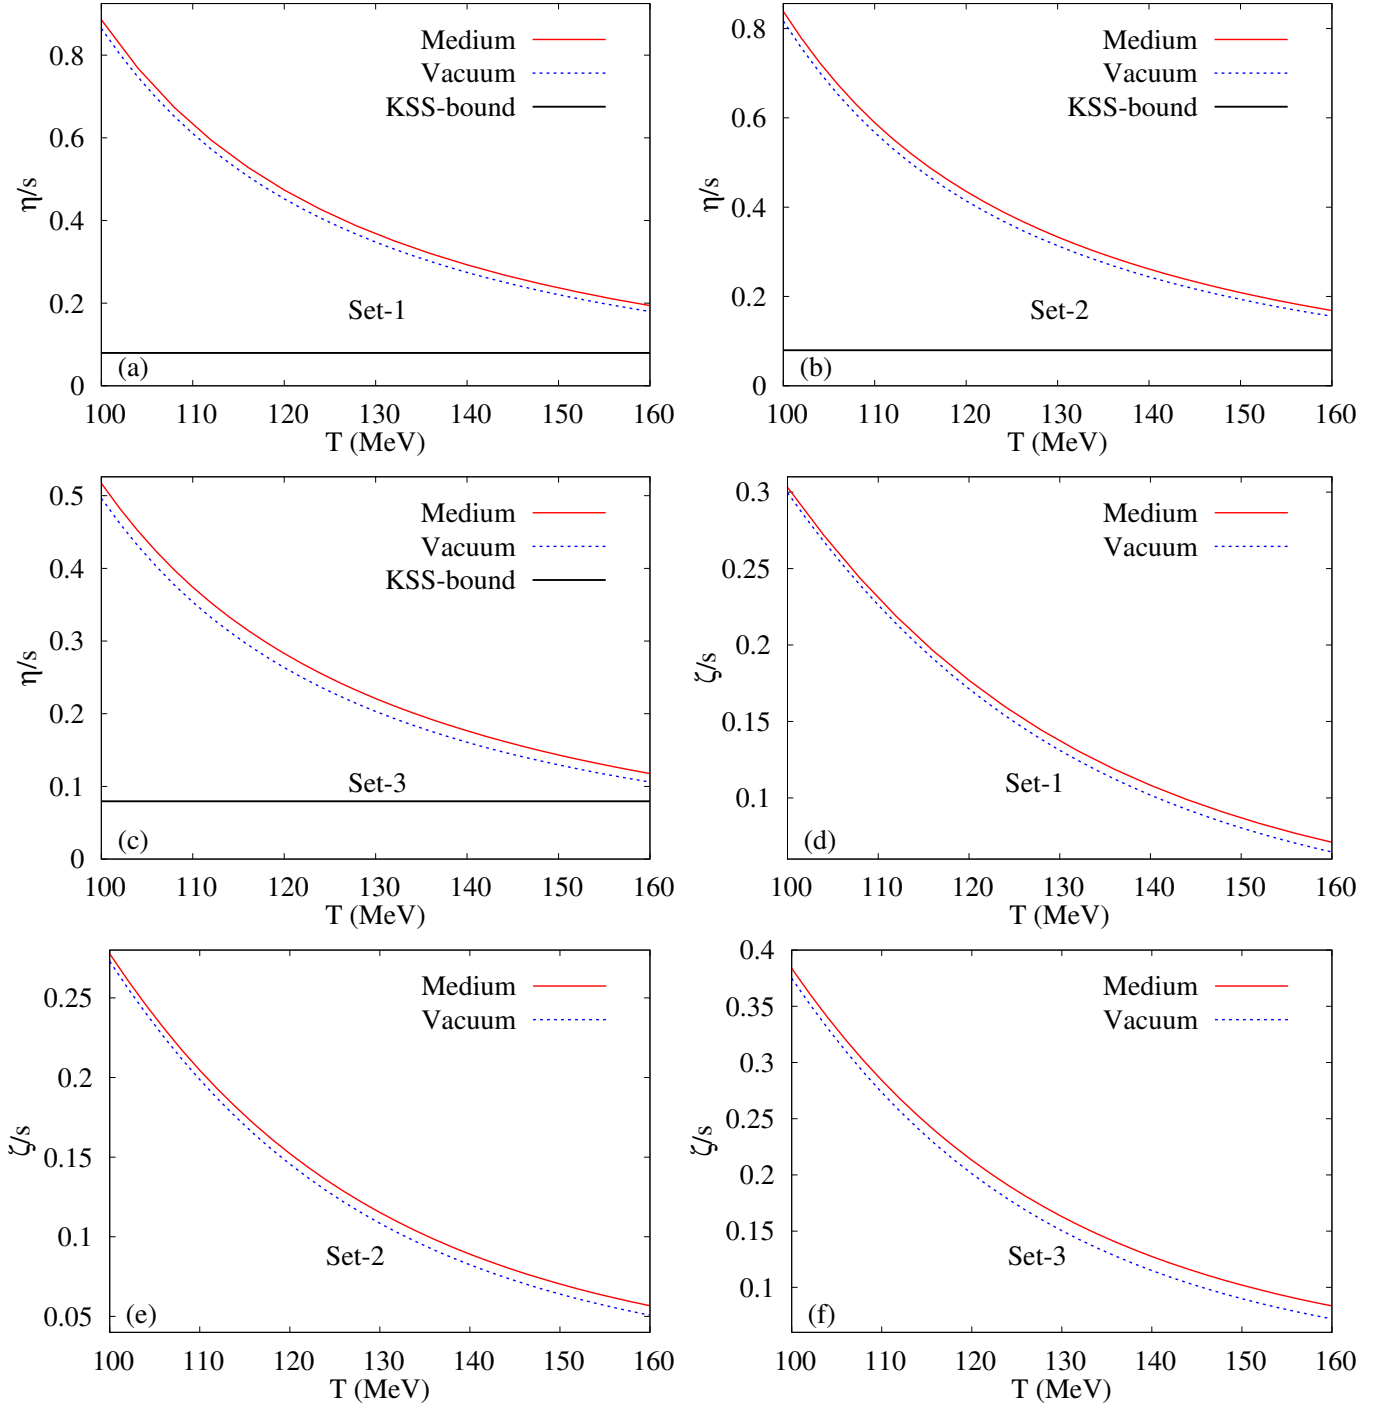 Medium
Vacuum
KSS-bound
0.8
0.6
0.4
0.2
0
η/s
Set-1
(a)
100 110 120 130 140 150 160
T (MeV)
Medium
Vacuum
KSS-bound
0.8
0.6
0.4
0.2
0
η/s
Set-2
(b)
100 110 120 130 140 150 160
T (MeV)
Medium
Vacuum
KSS-bound
0.5
0.4
0.3
0.2
0.1
0
η/s
Set-3
(c)
100 110 120 130 140 150 160
T (MeV)
Medium
Vacuum
0.3
0.25
0.2
0.15
0.1
ζ/s
Set-1
(d)
100 110 120 130 140 150 160
T (MeV)
Medium
Vacuum
0.25
0.2
0.15
0.1
0.05
ζ/s
Set-2
(e)
100 110 120 130 140 150 160
T (MeV)
Medium
Vacuum
0.4
0.35
0.3
0.25
0.2
0.15
0.1
ζ/s
Set-3
(f)
100 110 120 130 140 150 160
T (MeV)